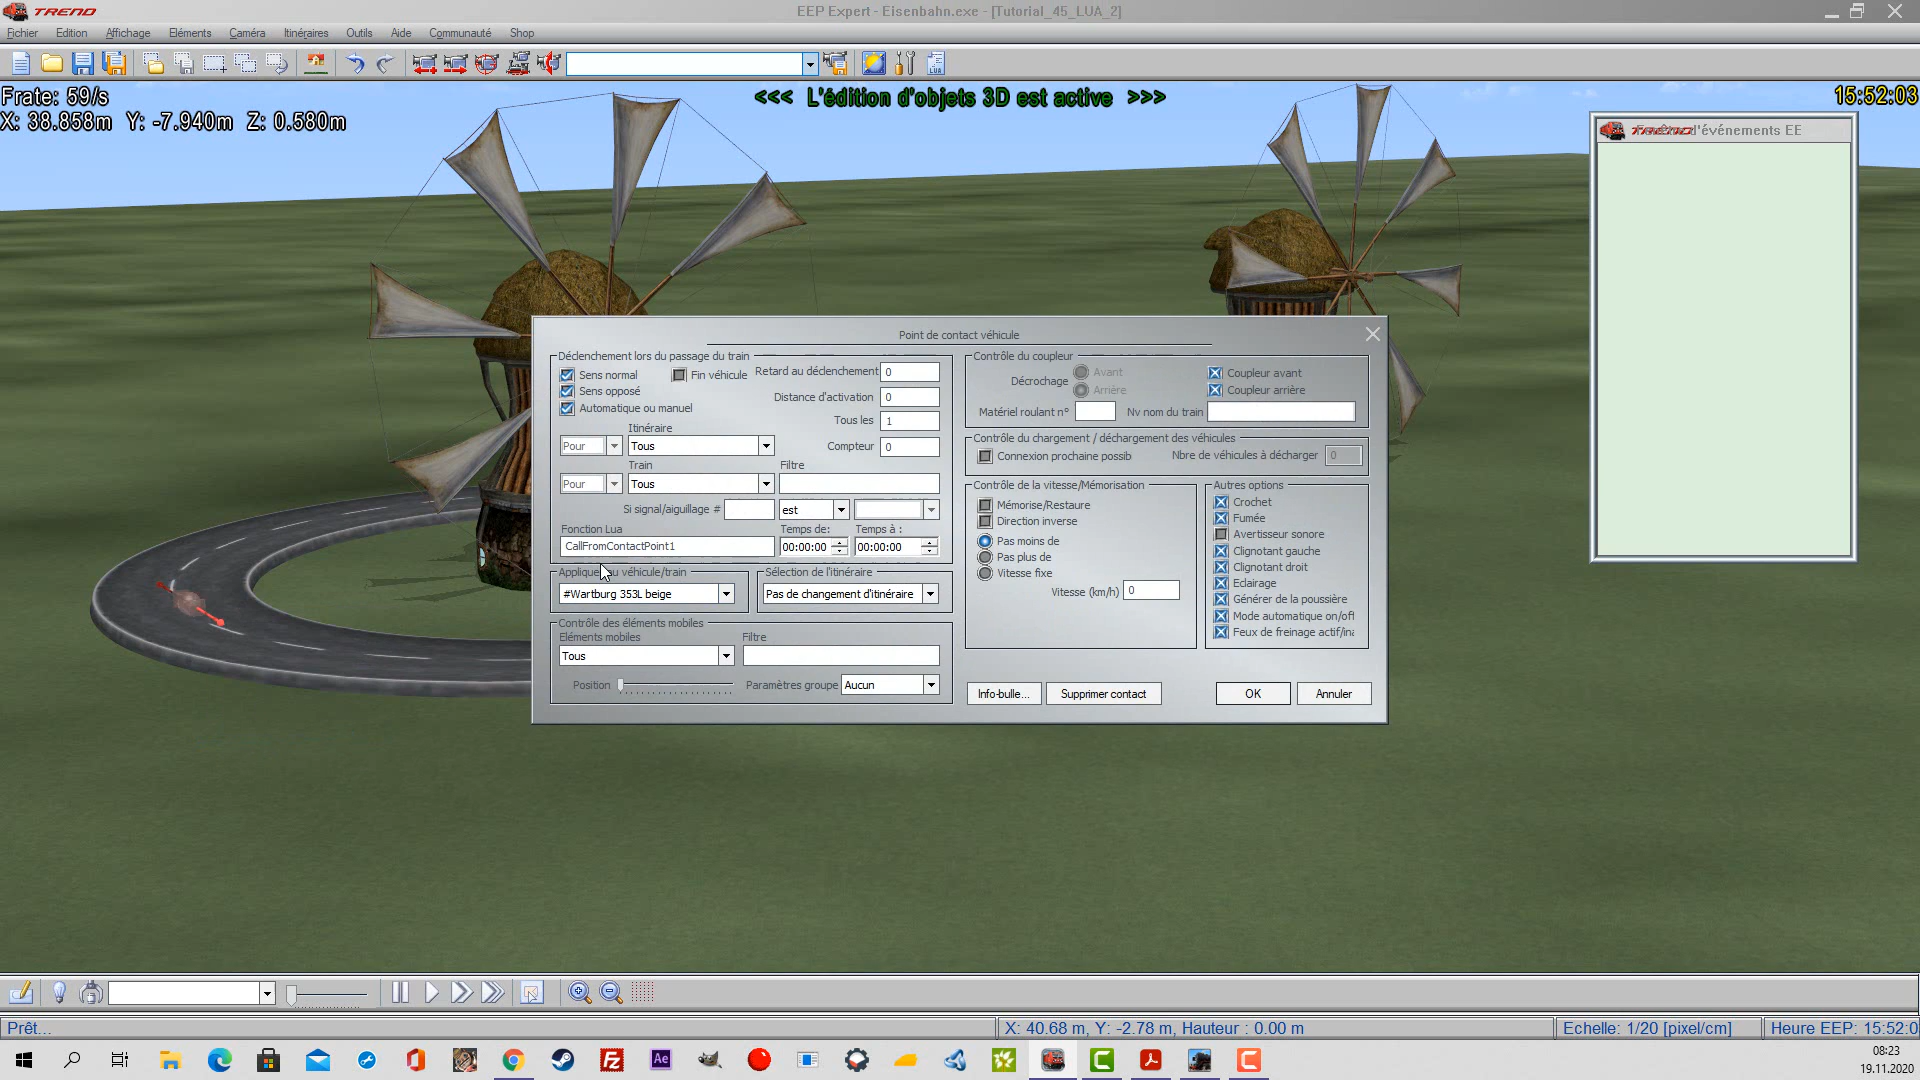 TREND
EEP Expert - Eisenbahn.exe - [Tutorial_45_LUA_2]
Fichier Edition Affichage Eléments Caméra Itinéraires Outils Aide Communauté Shop
LUA
Frate: 59/s
X: 38.858m Y: -7.940m Z: 0.580m
<<< L'édition d'objets 3D est active >>>
15:52:03
d'événements EE
Point de contact véhicule
Déclenchement lors du passage du train
Sens normal
Fin véhicule
Retard au déclenchement 0
Sens opposé
Distance d'activation 0
Automatique ou manuel
Tous les 1
Itinéraire
Pour Tous
Compteur 0
Train
Filtre
Pour Tous
Si signal/aiguillage # est
Fonction Lua
Temps de:
Temps à :
CallFromContactPoint1
00:00:00
00:00:00
au véhicule/train
#Wartburg 353L beige
Sélection de l'itinéraire
Pas de changement d'itinéraire
Contrôle des éléments mobiles
Eléments mobiles
Filtre
Tous
Position
Paramètres groupe Aucun
Contrôle du coupleur
Décrochage
Avant
Arrière
Coupleur avant
Coupleur arrière
Matériel roulant n°
Nv nom du train
Contrôle du chargement / déchargement des véhicules
Connexion prochaine possib
Nbre de véhicules à décharger 0
Contrôle de la vitesse/Mémorisation
Mémorise/Restaure
Direction inverse
Pas moins de
Pas plus de
Vitesse fixe
Vitesse (km/h) 0
Autres options
Crochet
Fumée
Avertisseur sonore
Clignotant gauche
Clignotant droit
Eclairage
Générer de la poussière
Mode automatique on/off
Feux de freinage actif/ina
Info-bulle...
Supprimer contact
OK
Annuler
Prêt...
X: 40.68 m, Y: -2.78 m, Hauteur : 0.00 m
Echelle: 1/20 [pixel/cm]
Heure EEP: 15:52:0
Fz
Ae
08:23
19.11.2020